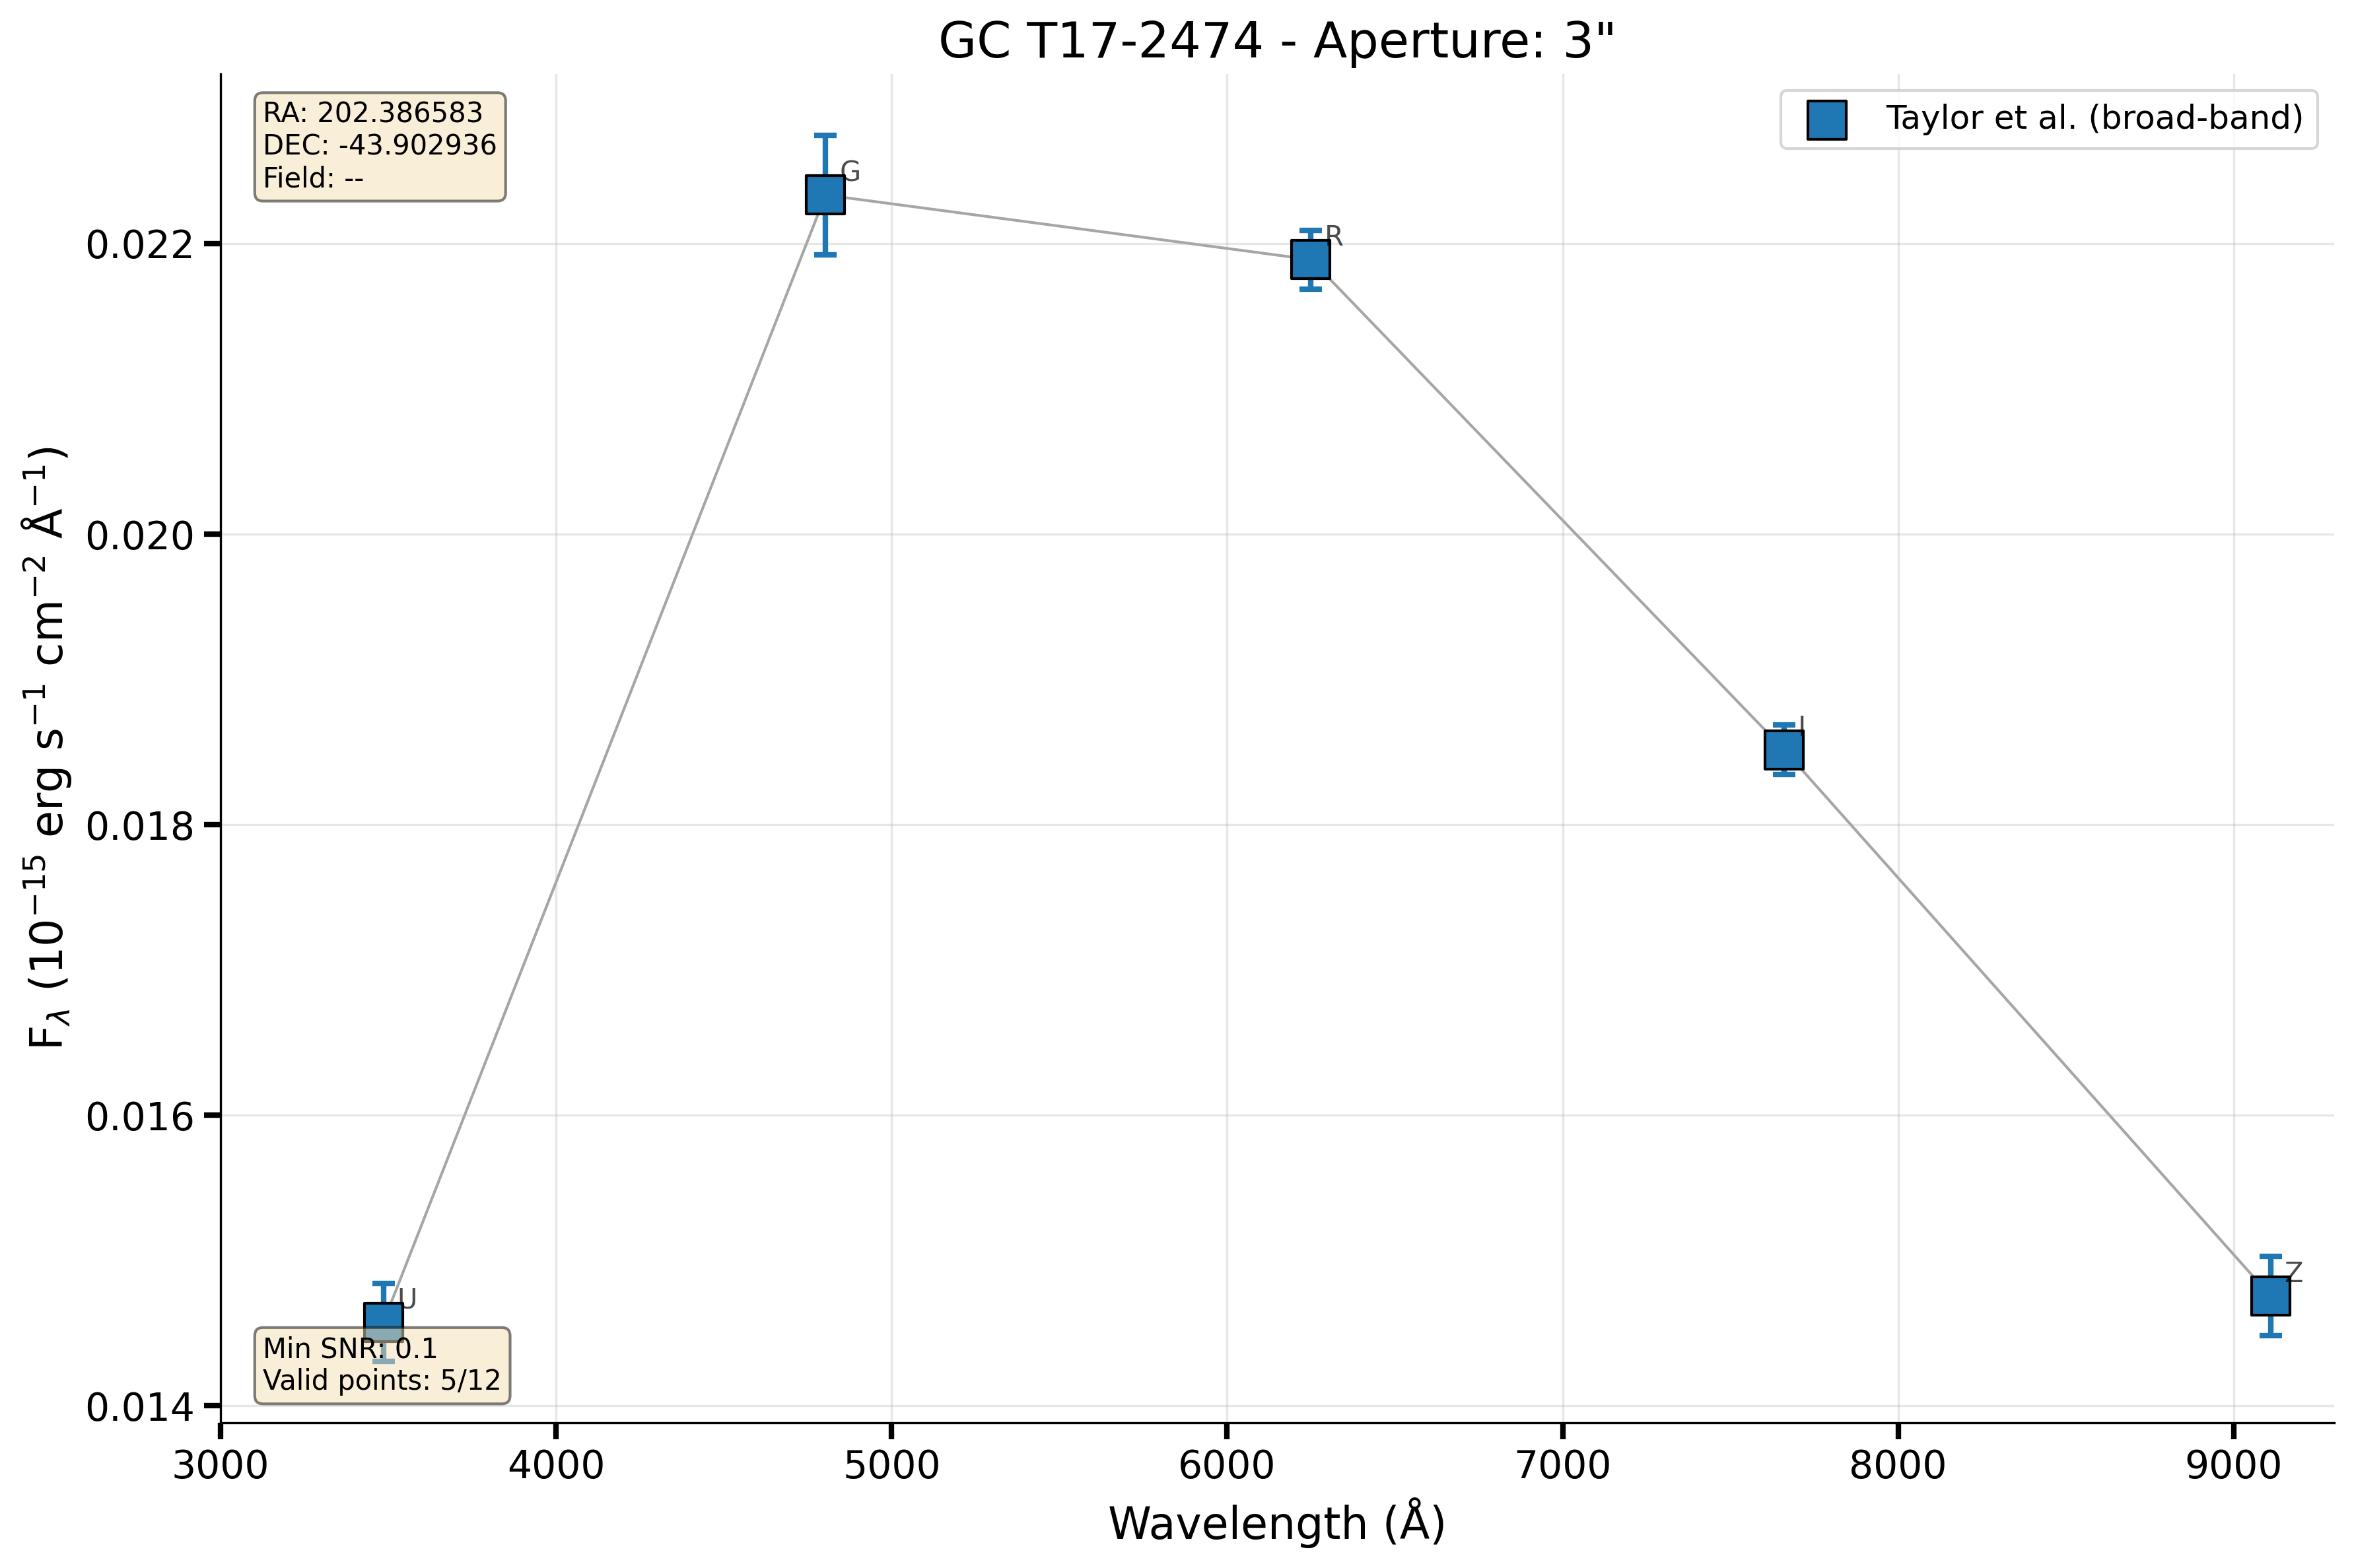 GC T17-2474 - Aperture: 3"
RA: 202.386583
DEC: -43.902936
Field: --
Taylor et al. (broad-band)
G
R
I
U
Z
Min SNR: 0.1
Valid points: 5/12
0.022
0.020
0.018
0.016
0.014
F_λ (10⁻¹⁵ erg s⁻¹ cm⁻² Å⁻¹)
3000 4000 5000 6000 7000 8000 9000
Wavelength (Å)